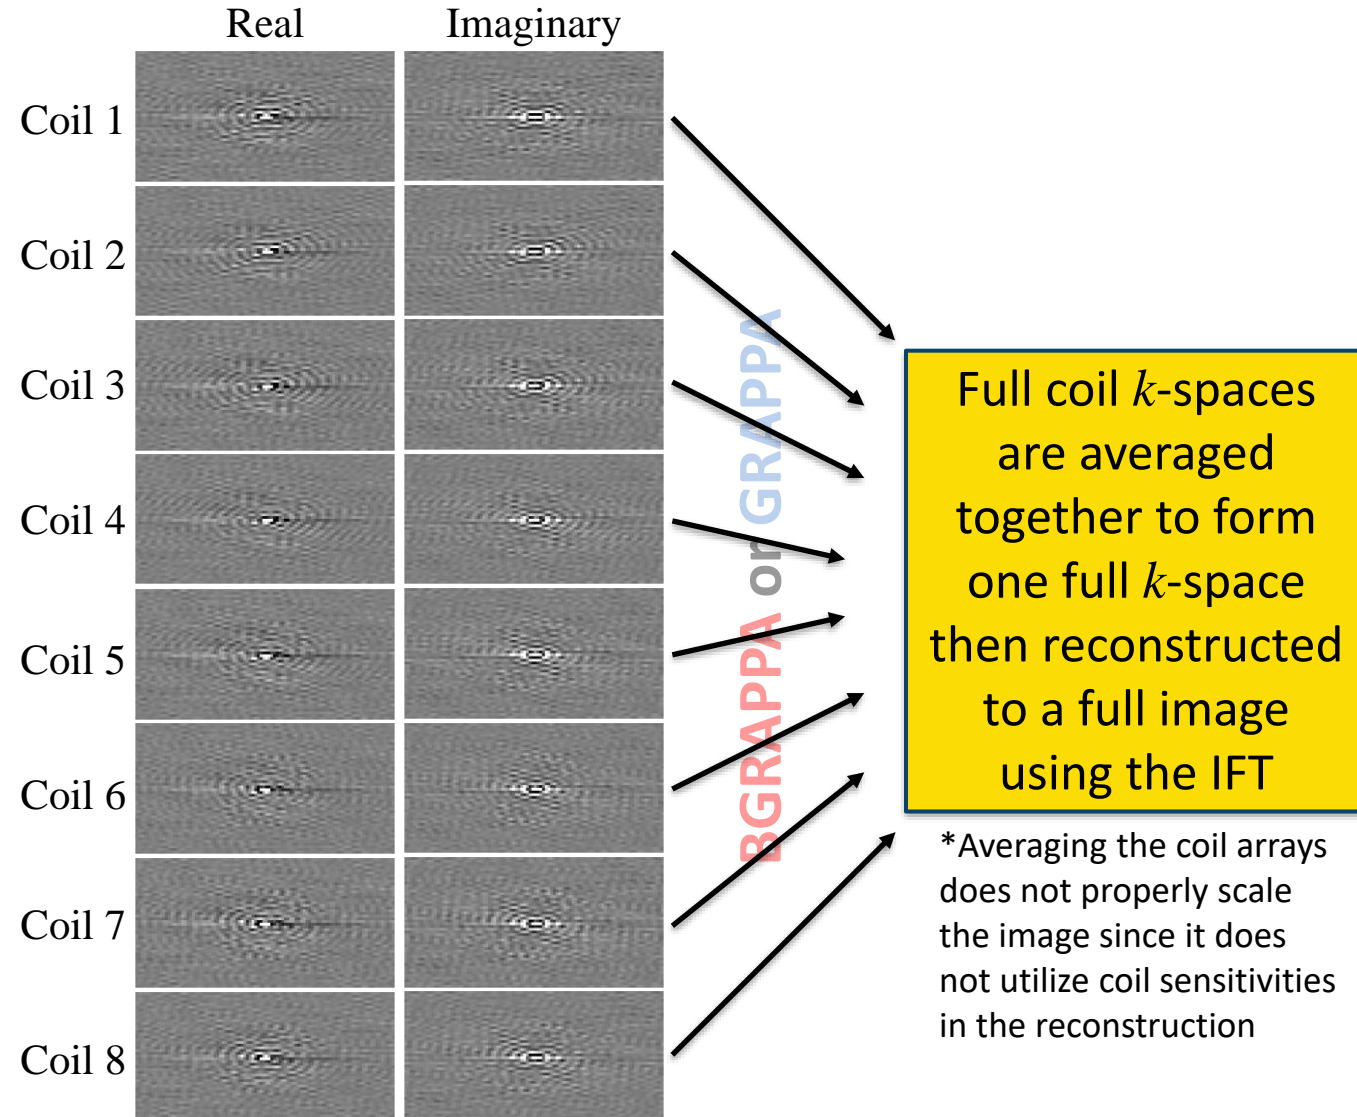 Real Imaginary
Coil 1
Coil 2
Coil 3
Coil 4
Coil 5
Coil 6
Coil 7
Coil 8
BGRAPPA or GRAPPA
Full coil k-spaces
are averaged
together to form
one full k-space
then reconstructed
to a full image
using the IFT
*Averaging the coil arrays
does not properly scale
the image since it does
not utilize coil sensitivities
in the reconstruction